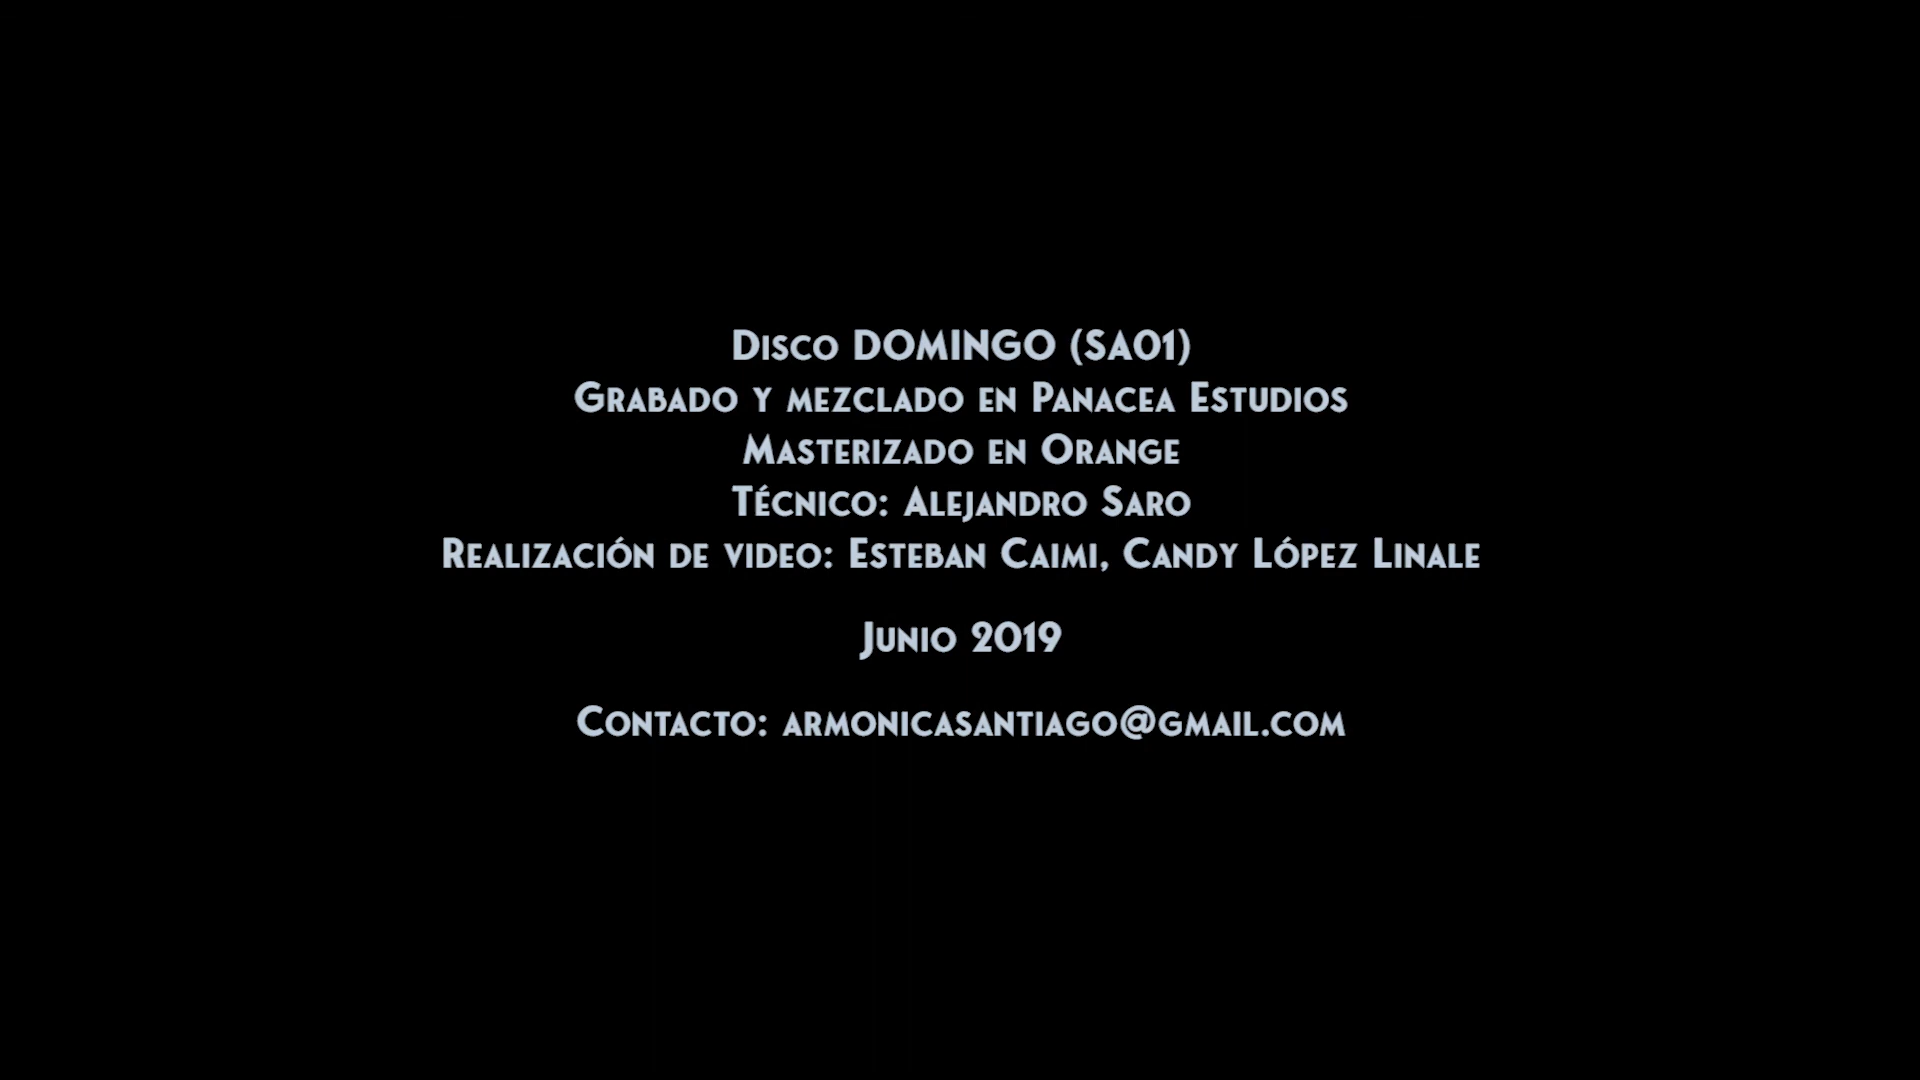 Disco DOMINGO (SA01)
Grabado y mezclado en Panacea Estudios
Masterizado en Orange
Técnico: Alejandro Saro
Realización de video: Esteban Caimi, Candy López Linale
Junio 2019
Contacto: armonicasantiago@gmail.com